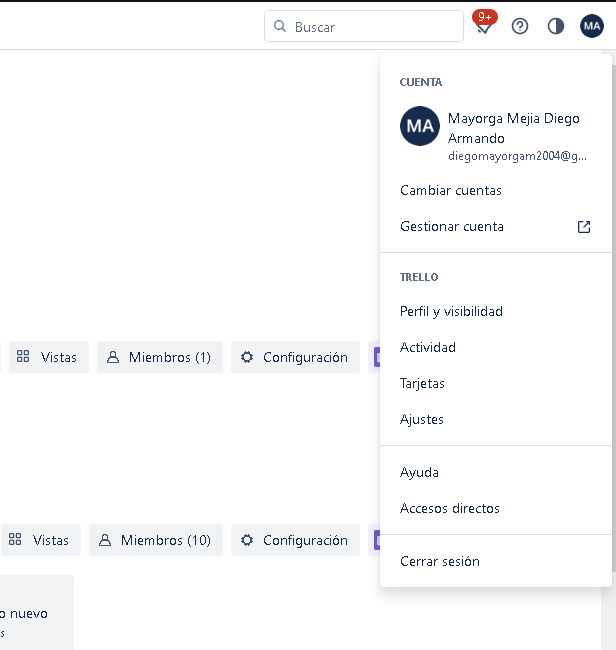 Buscar
9+
MA
CUENTA
MA
Mayorga Mejia Diego
Armando
diegomayorgam2004@g...
Cambiar cuentas
Gestionar cuenta
TRELLO
Perfil y visibilidad
Actividad
Tarjetas
Ajustes
Ayuda
Accesos directos
Cerrar sesión
Vistas
Miembros (1)
Configuración
Vistas
Miembros (10)
Configuración
o nuevo
s